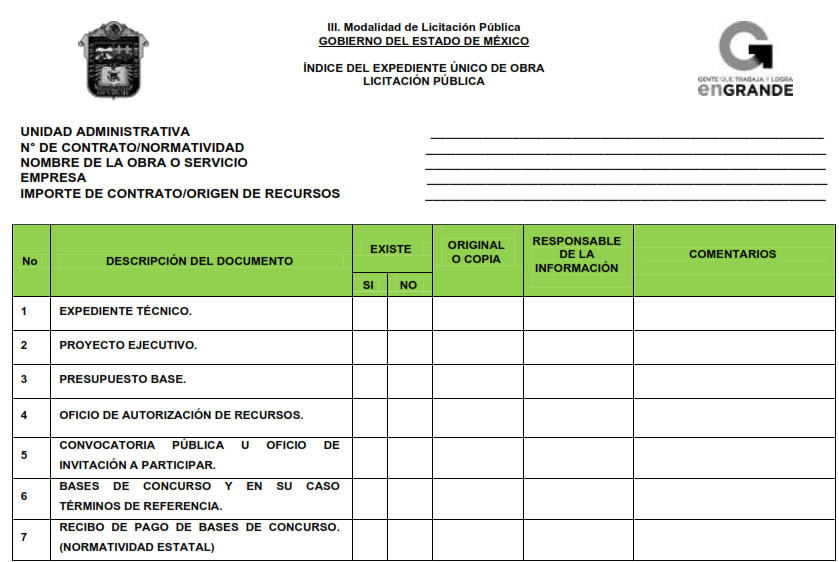 III. Modalidad de Licitación Pública
GOBIERNO DEL ESTADO DE MÉXICO
ÍNDICE DEL EXPEDIENTE ÚNICO DE OBRA
LICITACIÓN PÚBLICA
GENTE QUE TRABAJA Y LOGRA
enGRANDE
UNIDAD ADMINISTRATIVA
N° DE CONTRATO/NORMATIVIDAD
NOMBRE DE LA OBRA O SERVICIO
EMPRESA
IMPORTE DE CONTRATO/ORIGEN DE RECURSOS
No
DESCRIPCIÓN DEL DOCUMENTO
EXISTE
SI
NO
ORIGINAL
O COPIA
RESPONSABLE
DE LA
INFORMACIÓN
COMENTARIOS
1 EXPEDIENTE TÉCNICO.
2 PROYECTO EJECUTIVO.
3 PRESUPUESTO BASE.
4 OFICIO DE AUTORIZACIÓN DE RECURSOS.
5 CONVOCATORIA PÚBLICA U OFICIO DE
INVITACIÓN A PARTICIPAR.
6 BASES DE CONCURSO Y EN SU CASO
TÉRMINOS DE REFERENCIA.
7 RECIBO DE PAGO DE BASES DE CONCURSO.
(NORMATIVIDAD ESTATAL)